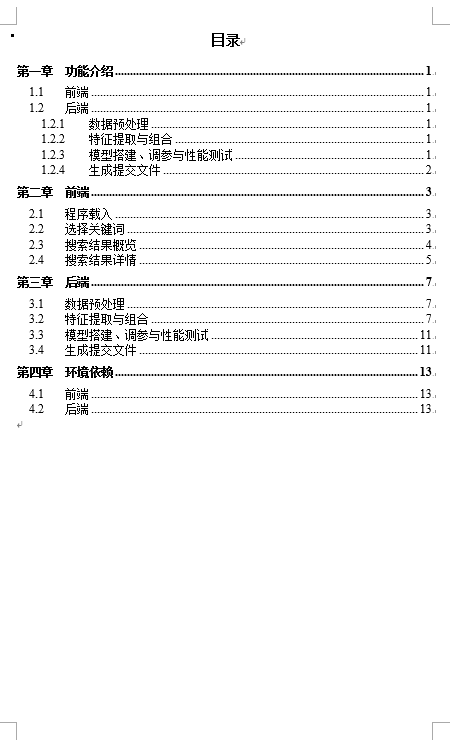 目录
第一章 功能介绍 1
1.1 前端 1
1.2 后端 1
1.2.1 数据预处理 1
1.2.2 特征提取与组合 1
1.2.3 模型搭建、调参与性能测试 1
1.2.4 生成提交文件 2
第二章 前端 3
2.1 程序载入 3
2.2 选择关键词 3
2.3 搜索结果概览 4
2.4 搜索结果详情 5
第三章 后端 7
3.1 数据预处理 7
3.2 特征提取与组合 7
3.3 模型搭建、调参与性能测试 11
3.4 生成提交文件 11
第四章 环境依赖 13
4.1 前端 13
4.2 后端 13